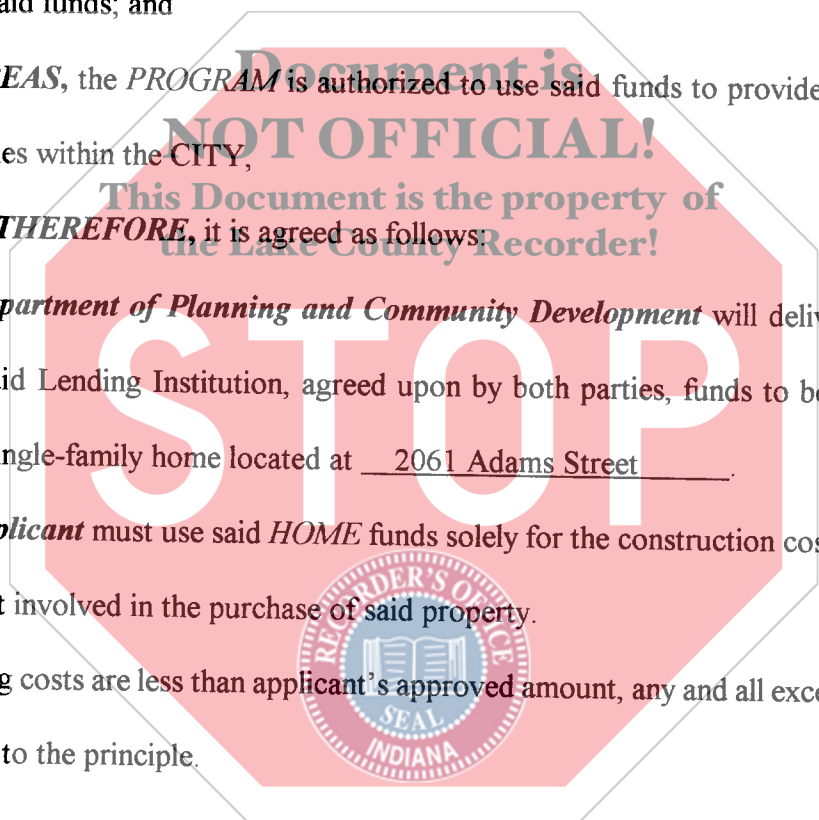 aid funds; and
Document is
EAS, the PROGRAM is authorized to use said funds to provide
NOT OFFICIAL!
es within the CITY,
This Document is the property of
THEREFORE, it is agreed as follows:
the Lake County Recorder!
partment of Planning and Community Development will deliv
STOP
id Lending Institution, agreed upon by both parties, funds to be
ngle-family home located at 2061 Adams Street.
plicant must use said HOME funds solely for the construction cos
t involved in the purchase of said property.
RECORDER'S OFFICE
g costs are less than applicant's approved amount, any and all exce
SEAL
INDIANA
to the principle.